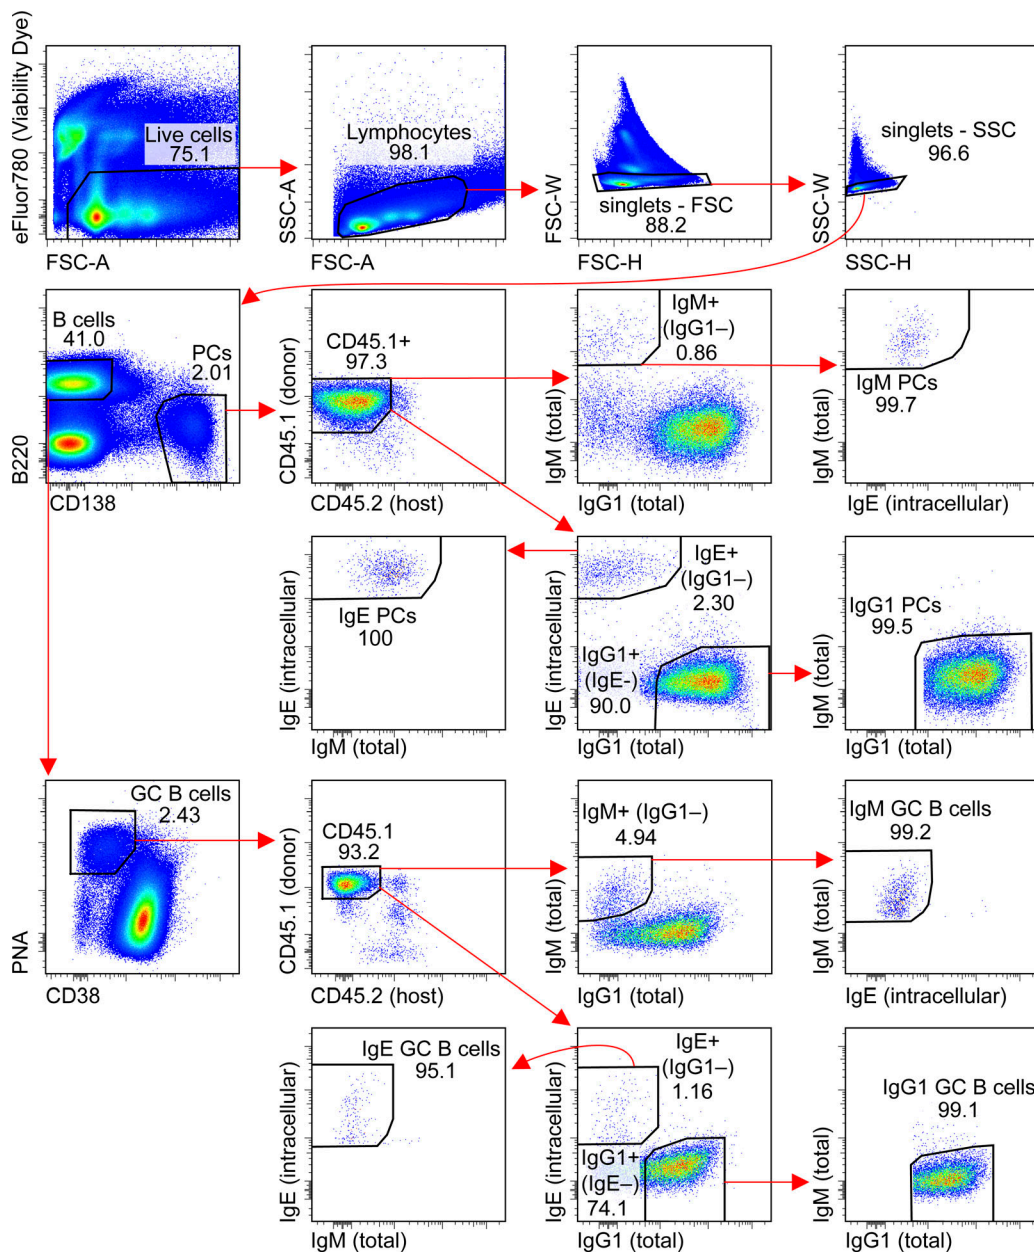 eFluor780 (Viability Dye)
Live cells
75.1
FSC-A
SSC-A
Lymphocytes
98.1
FSC-A
FSC-W
singlets - FSC
88.2
FSC-H
SSC-W
singlets - SSC
96.6
SSC-H
B220
B cells
41.0
PCs
2.01
CD138
CD45.1 (donor)
CD45.1+
97.3
CD45.2 (host)
IgM (total)
IgM+
(IgG1–)
0.86
IgG1 (total)
IgM (total)
IgM PCs
99.7
IgE (intracellular)
IgE (intracellular)
IgE PCs
100
IgM (total)
IgE (intracellular)
IgE+
(IgG1–)
2.30
IgG1+
(IgE-)
90.0
IgG1 (total)
IgM (total)
IgG1 PCs
99.5
IgG1 (total)
PNA
GC B cells
2.43
CD38
CD45.1 (donor)
CD45.1
93.2
CD45.2 (host)
IgM (total)
IgM+ (IgG1–)
4.94
IgG1 (total)
IgM (total)
IgM GC B cells
99.2
IgE (intracellular)
IgE (intracellular)
IgE GC B cells
95.1
IgM (total)
IgE (intracellular)
IgE+
(IgG1–)
1.16
IgG1+
(IgE–)
74.1
IgG1 (total)
IgM (total)
IgG1 GC B cells
99.1
IgG1 (total)